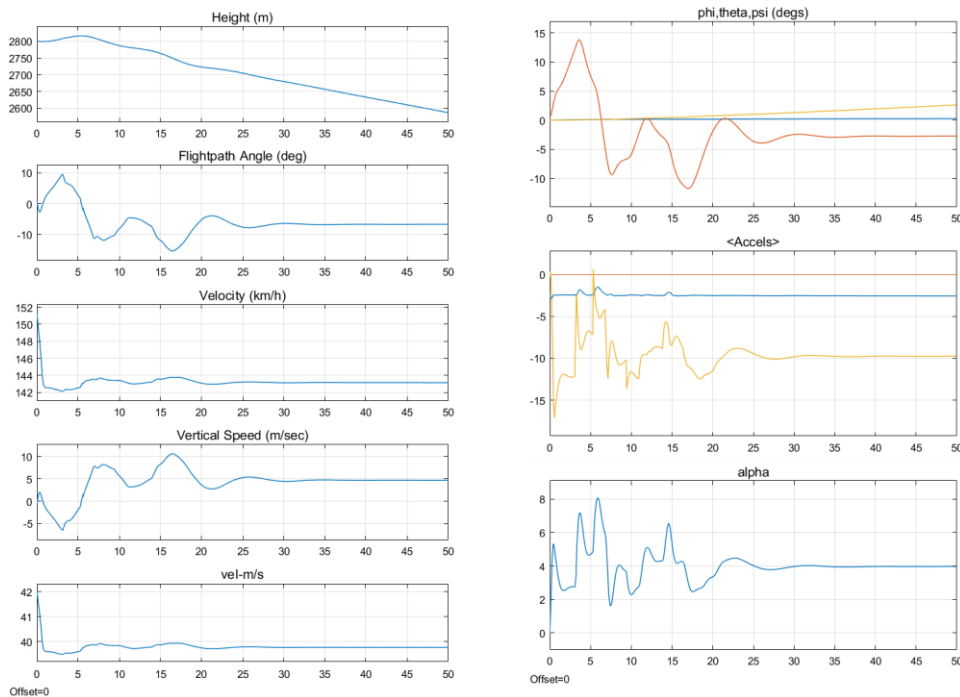 Height (m)
2800
2750
2700
2650
2600
0 5 10 15 20 25 30 35 40 45 50
Flightpath Angle (deg)
10
0
-10
0 5 10 15 20 25 30 35 40 45 50
Velocity (km/h)
152
150
148
146
144
142
0 5 10 15 20 25 30 35 40 45 50
Vertical Speed (m/sec)
10
5
0
-5
0 5 10 15 20 25 30 35 40 45 50
vel-m/s
42
41
40
0 5 10 15 20 25 30 35 40 45 50
Offset=0
phi,theta,psi (degs)
15
10
5
0
-5
-10
0 5 10 15 20 25 30 35 40 45 50
<Accels>
0
-5
-10
-15
0 5 10 15 20 25 30 35 40 45 50
alpha
8
6
4
2
0
0 5 10 15 20 25 30 35 40 45 50
Offset=0